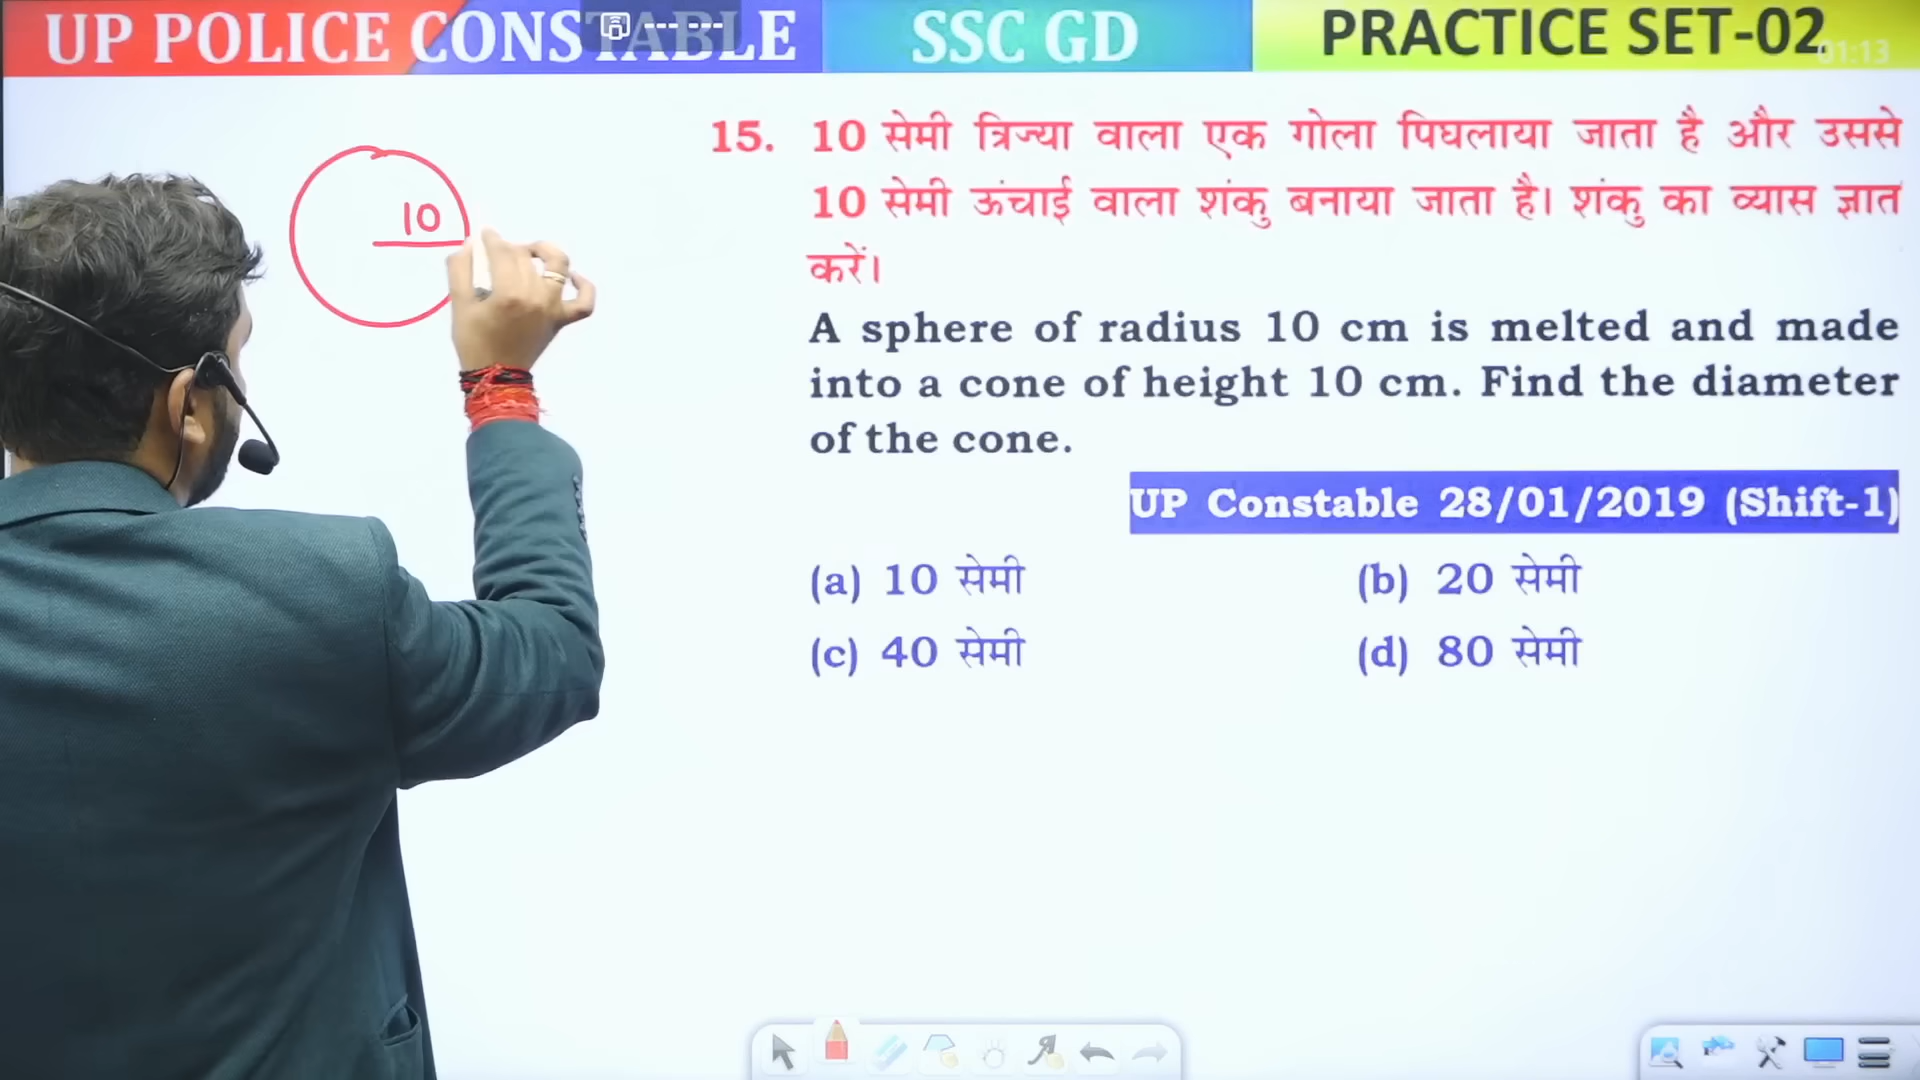 UP POLICE CONSTABLE SSC GD PRACTICE SET-02
01:13
15. 10 सेमी त्रिज्या वाला एक गोला पिघलाया जाता है और उससे
10 सेमी ऊंचाई वाला शंकु बनाया जाता है। शंकु का व्यास ज्ञात
करें।
10
A sphere of radius 10 cm is melted and made
into a cone of height 10 cm. Find the diameter
of the cone.
UP Constable 28/01/2019 (Shift-1)
(a) 10 सेमी (b) 20 सेमी
(c) 40 सेमी (d) 80 सेमी